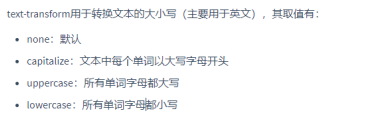 text-transform用于转换文本的大小写（主要用于英文），其取值有：
none：默认
capitalize：文本中每个单词以大写字母开头
uppercase：所有单词字母都大写
lowercase：所有单词字母都小写